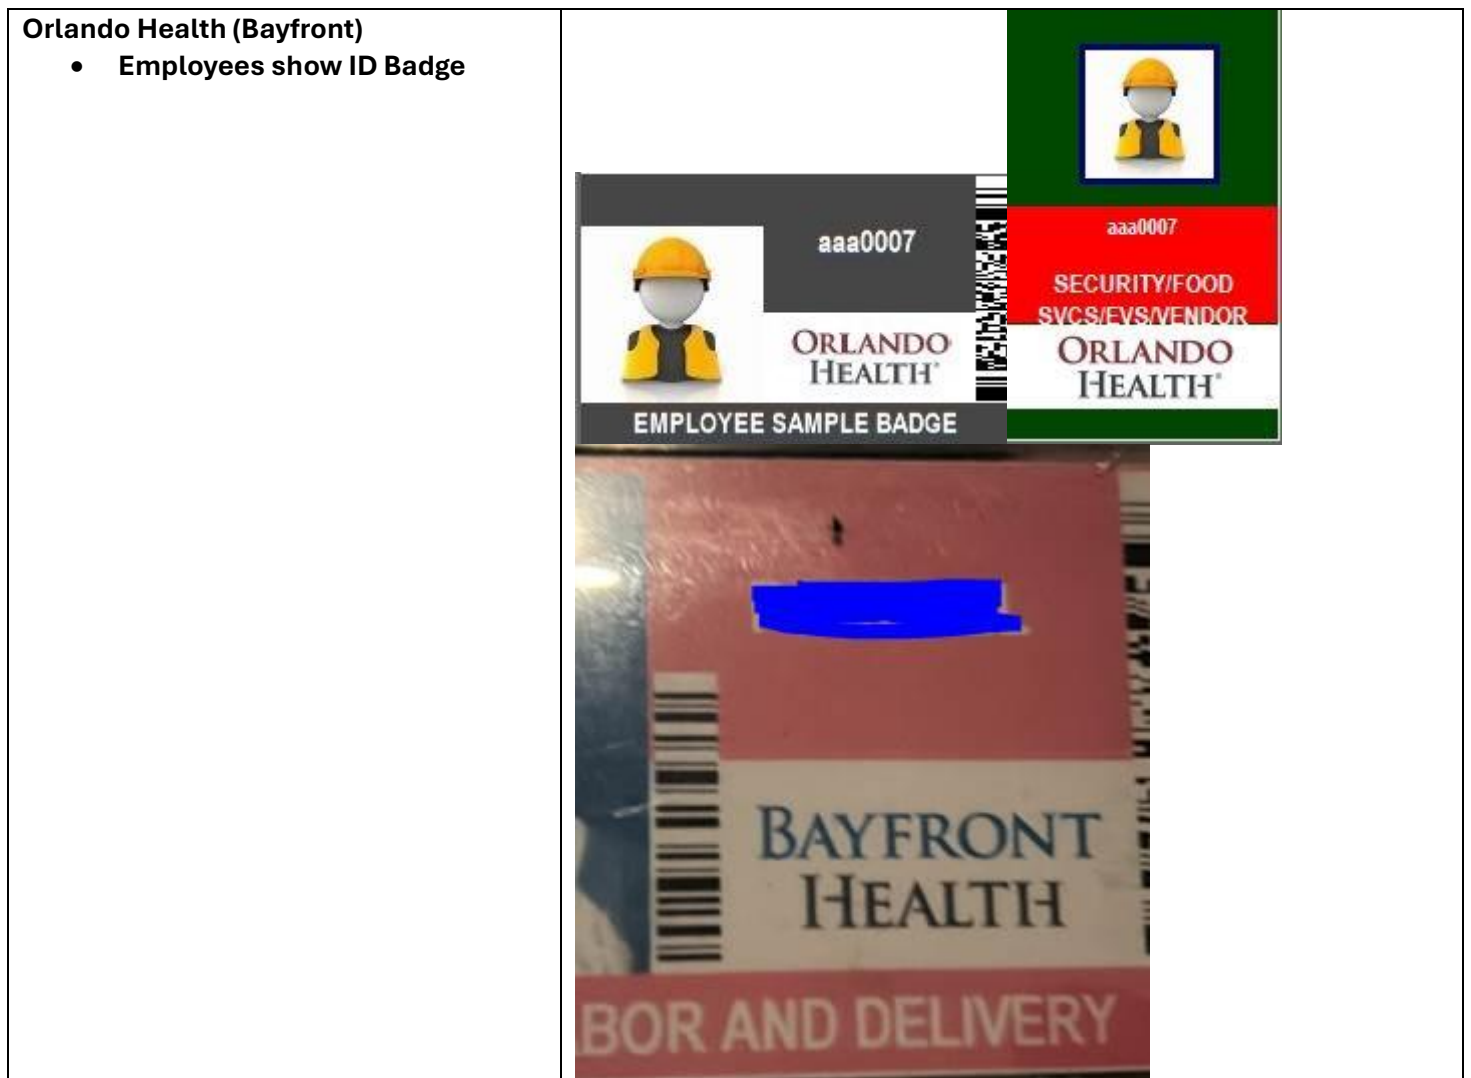 Orlando Health (Bayfront)
• Employees show ID Badge
aaa0007
ORLANDO
HEALTH®
EMPLOYEE SAMPLE BADGE
aaa0007
SECURITY/FOOD
SVCS/EVS/VENDOR
ORLANDO
HEALTH®
BAYFRONT
HEALTH
BOR AND DELIVERY